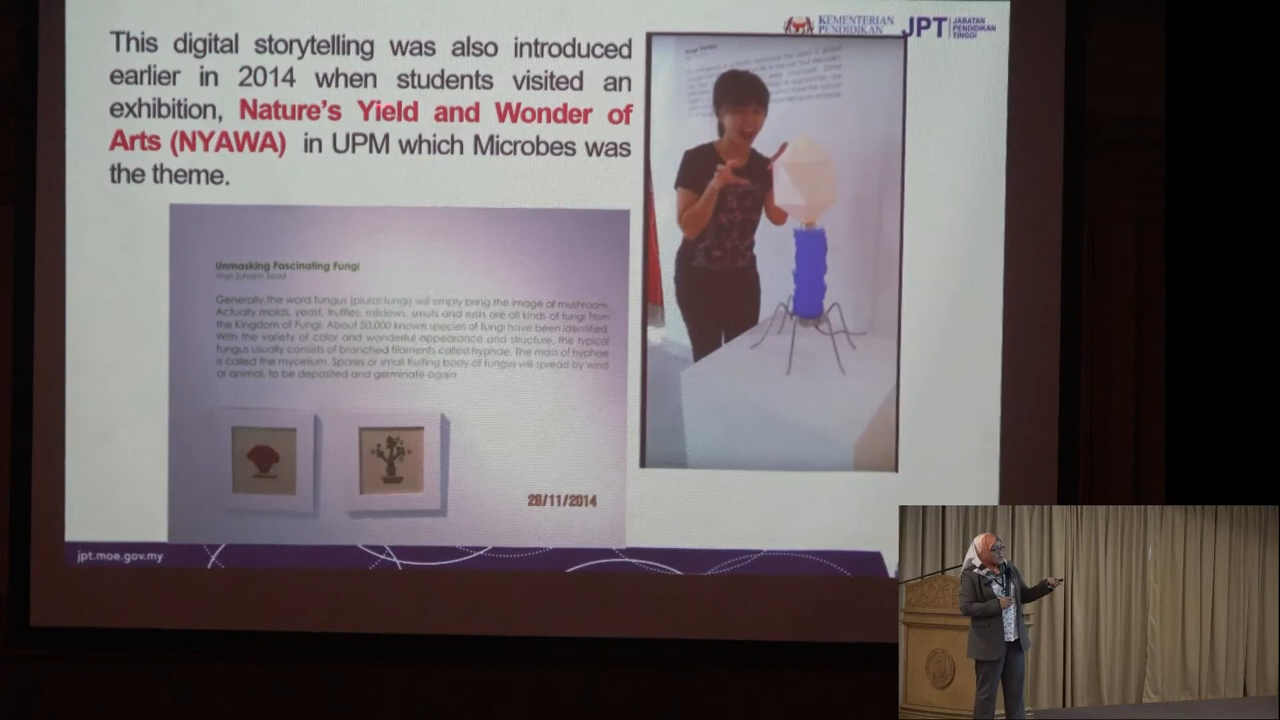 KEMENTERIAN
PENDIDIKAN
JPT
JABATAN
PENDIDIKAN
TINGGI
This digital storytelling was also introduced
earlier in 2014 when students visited an
exhibition, Nature's Yield and Wonder of
Arts (NYAWA) in UPM which Microbes was
the theme.
Unmasking Fascinating Fungi
Generally the word fungus (plural fungi) will simply bring the image of mushroom.
Actually molds, yeast, truffles, mildews, smuts and rusts are all kinds of fungi from
the Kingdom of Fungi. About 50,000 known species of fungi have been identified.
With the variety of color and wonderful appearance and structure, the typical
fungus usually consists of branched filaments called hyphae. The mass of hyphae
is called the mycelium. Spores or small fruiting body of fungus will spread by wind
or animal, to be deposited and germinate again
28/11/2014
jpt.moe.gov.my